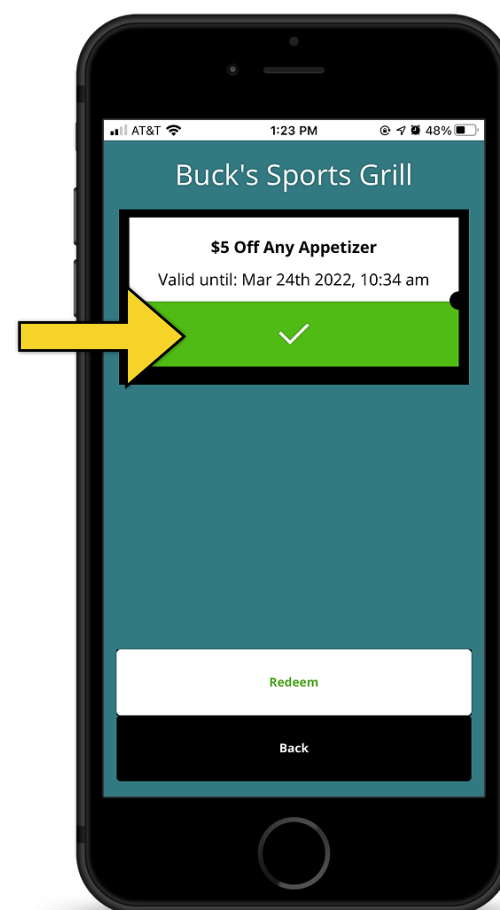 AT&T 1:23 PM 48%
Buck's Sports Grill
$5 Off Any Appetizer
Valid until: Mar 24th 2022, 10:34 am
Redeem
Back